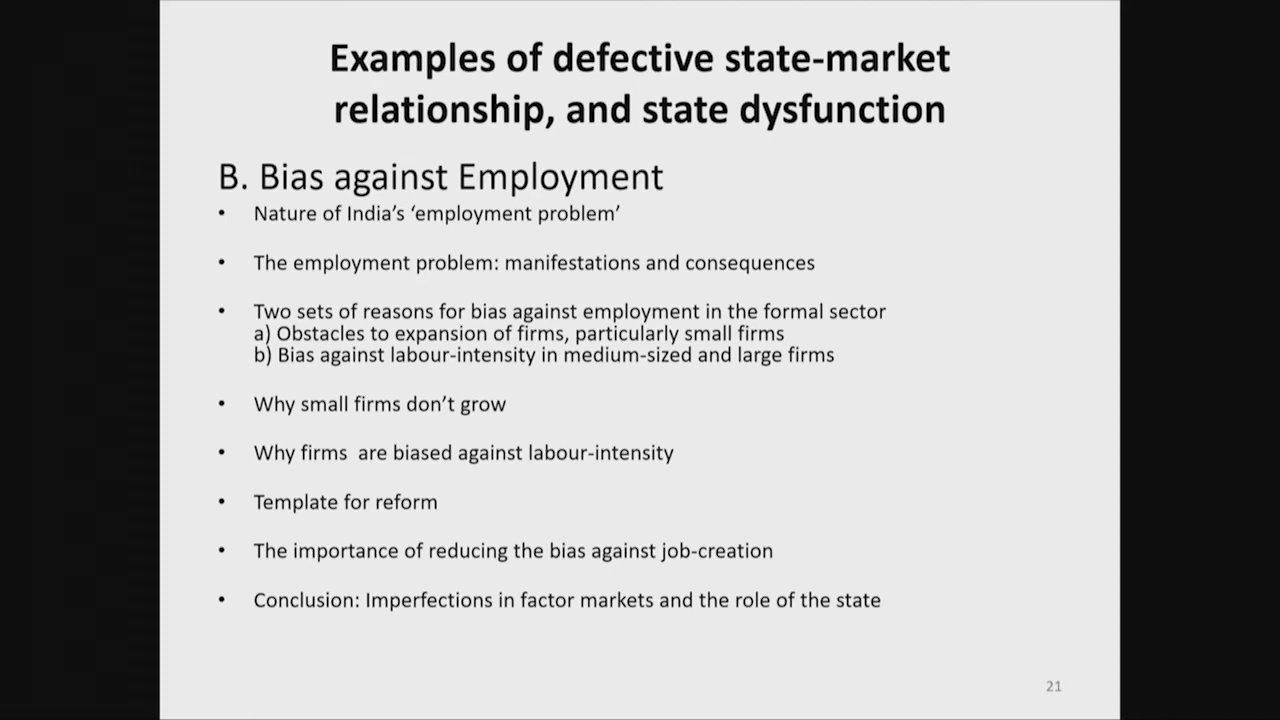 Examples of defective state-market
relationship, and state dysfunction
B. Bias against Employment
• Nature of India’s ‘employment problem’
• The employment problem: manifestations and consequences
• Two sets of reasons for bias against employment in the formal sector
a) Obstacles to expansion of firms, particularly small firms
b) Bias against labour-intensity in medium-sized and large firms
• Why small firms don’t grow
• Why firms  are biased against labour-intensity
• Template for reform
• The importance of reducing the bias against job-creation
• Conclusion: Imperfections in factor markets and the role of the state
21